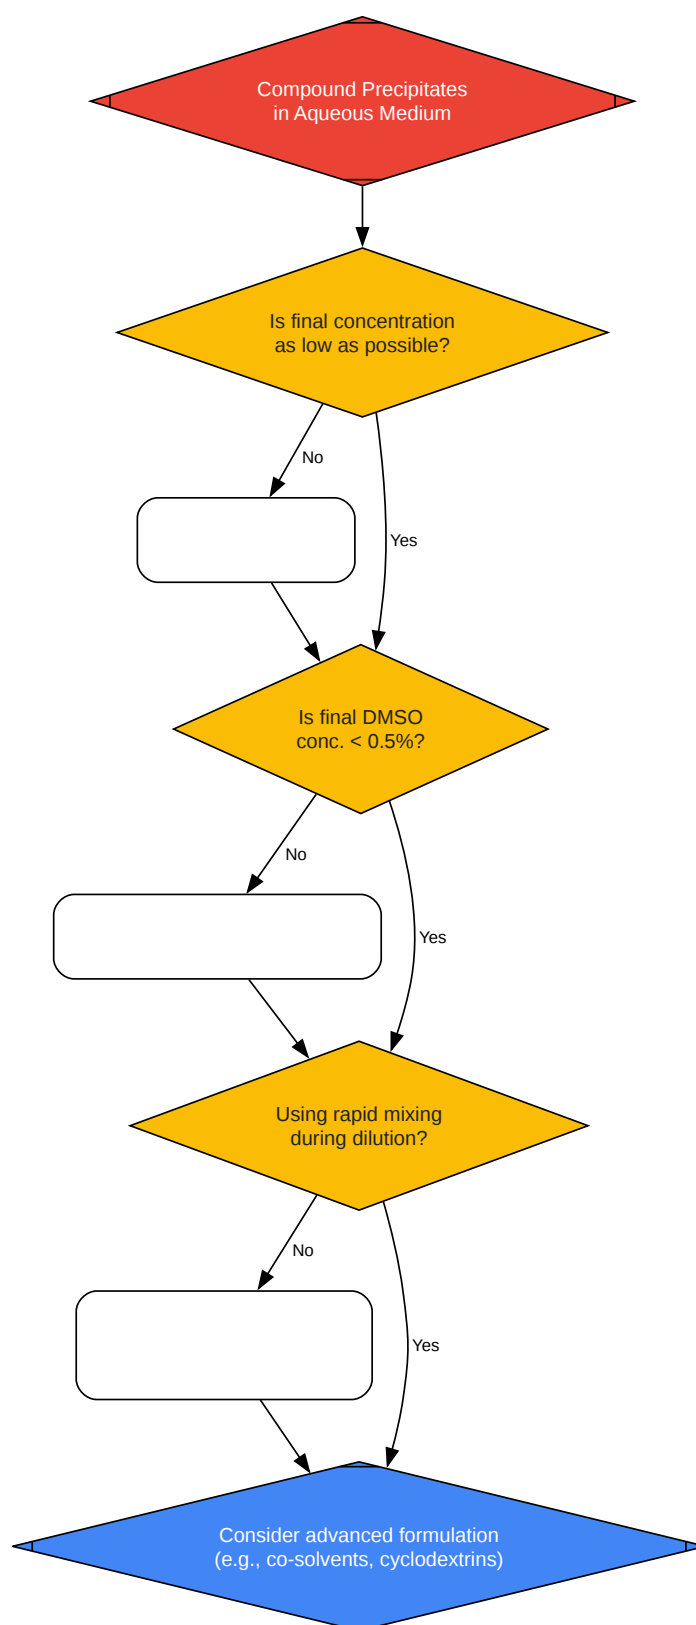 Compound Precipitates
in Aqueous Medium
Is final concentration
as low as possible?
No
Yes
Is final DMSO
conc. < 0.5%?
No
Yes
Using rapid mixing
during dilution?
No
Yes
Consider advanced formulation
(e.g., co-solvents, cyclodextrins)